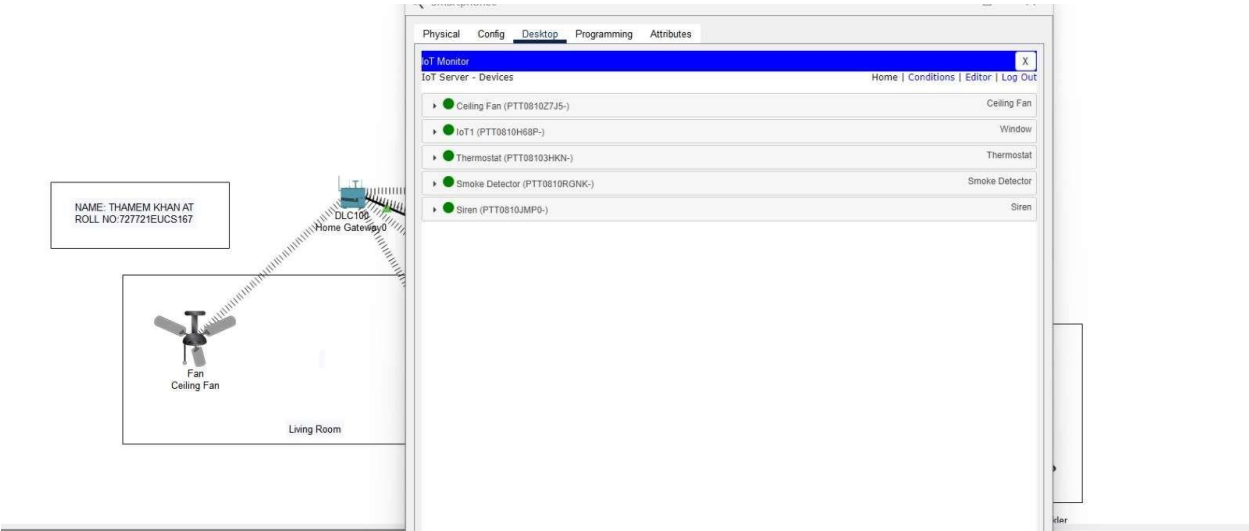 Physical Config Desktop Programming Attributes
IoT Monitor X
IoT Server - Devices Home | Conditions | Editor | Log Out
Ceiling Fan (PTT0810Z7J5-) Ceiling Fan
IoT1 (PTT0810H68P-) Window
Thermostat (PTT08103HKN-) Thermostat
Smoke Detector (PTT0810RGNK-) Smoke Detector
Siren (PTT0810JMP0-) Siren
NAME: THAMEM KHAN AT
ROLL NO:727721EUCS167
DLC100
Home Gateway0
Fan
Ceiling Fan
Living Room